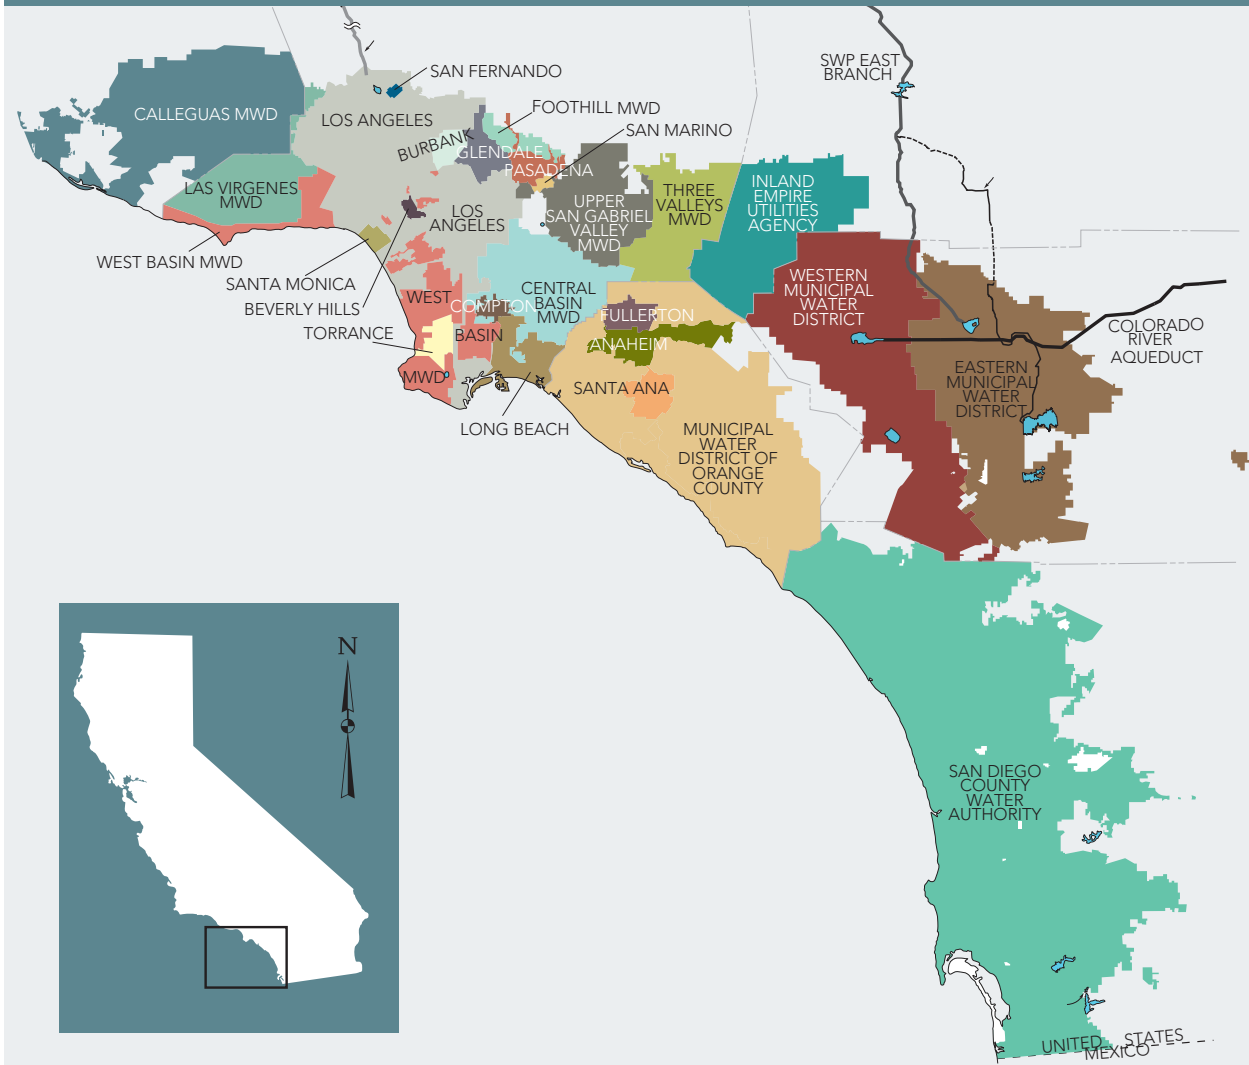 SWP EAST
BRANCH
SAN FERNANDO
CALLEGUAS MWD
LOS ANGELES
FOOTHILL MWD
SAN MARINO
BURBANK
GLENDALE
PASADENA
LAS VIRGENES
MWD
LOS
ANGELES
UPPER
SAN GABRIEL
VALLEY
MWD
THREE
VALLEYS
MWD
INLAND
EMPIRE
UTILITIES
AGENCY
WEST BASIN MWD
SANTA MONICA
BEVERLY HILLS
TORRANCE
WEST
BASIN
MWD
COMPTON
CENTRAL
BASIN
MWD
FULLERTON
ANAHEIM
SANTA ANA
LONG BEACH
WESTERN
MUNICIPAL
WATER
DISTRICT
COLORADO
RIVER
AQUEDUCT
EASTERN
MUNICIPAL
WATER
DISTRICT
MUNICIPAL
WATER
DISTRICT OF
ORANGE
COUNTY
N
SAN DIEGO
COUNTY
WATER
AUTHORITY
UNITED STATES
MEXICO